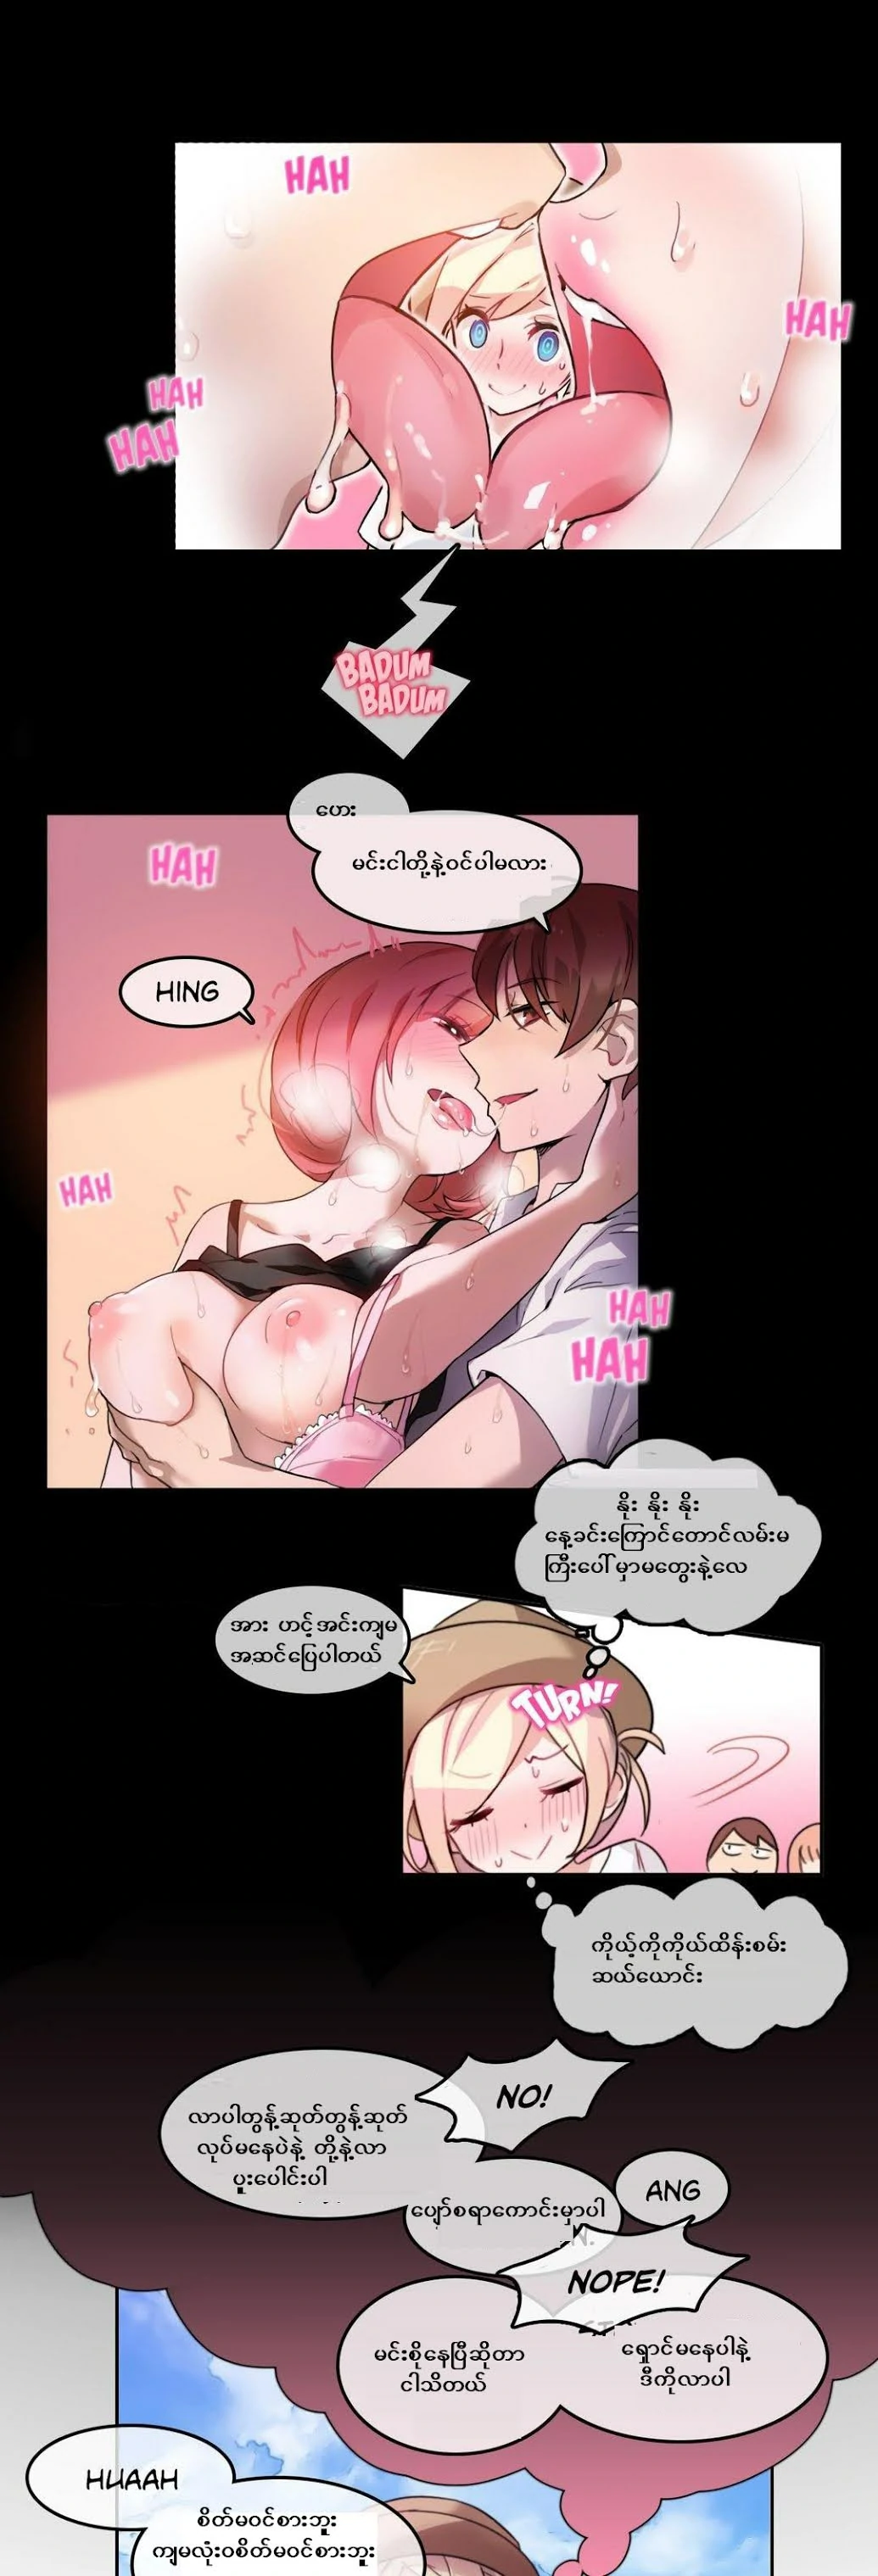 HAH
HAH
HAH
HAH
BADUM
BADUM
ဟေး
မင်းငါတို့နဲ့ဝင်ပါမလား
HAH
HING
HAH
HAH
HAH
နိုး နိုး နိုး
နေ့ခင်းကြောင်တောင်လမ်းမ
ကြီးပေါ်မှာမတွေးနဲ့လေ
အား ဟင့်အင်းကျမ
အဆင်ပြေပါတယ်
TURN!
ကိုယ့်ကိုကိုယ်ထိန်းစမ်း
ဆယ်ယောင်း
NO!
လာပါတွန့်ဆုတ်တွန့်ဆုတ်
လုပ်မနေပဲနဲ့ တို့နဲ့လာ
ပူးပေါင်းပါ
ANG
ပျော်စရာကောင်းမှာပါ
NOPE!
မင်းစိုနေပြီဆိုတာ
ငါသိတယ်
ရှောင်မနေပါနဲ့
ဒီကိုလာပါ
HUAAH
စိတ်မဝင်စားဘူး
ကျမလုံးဝစိတ်မဝင်စားဘူး